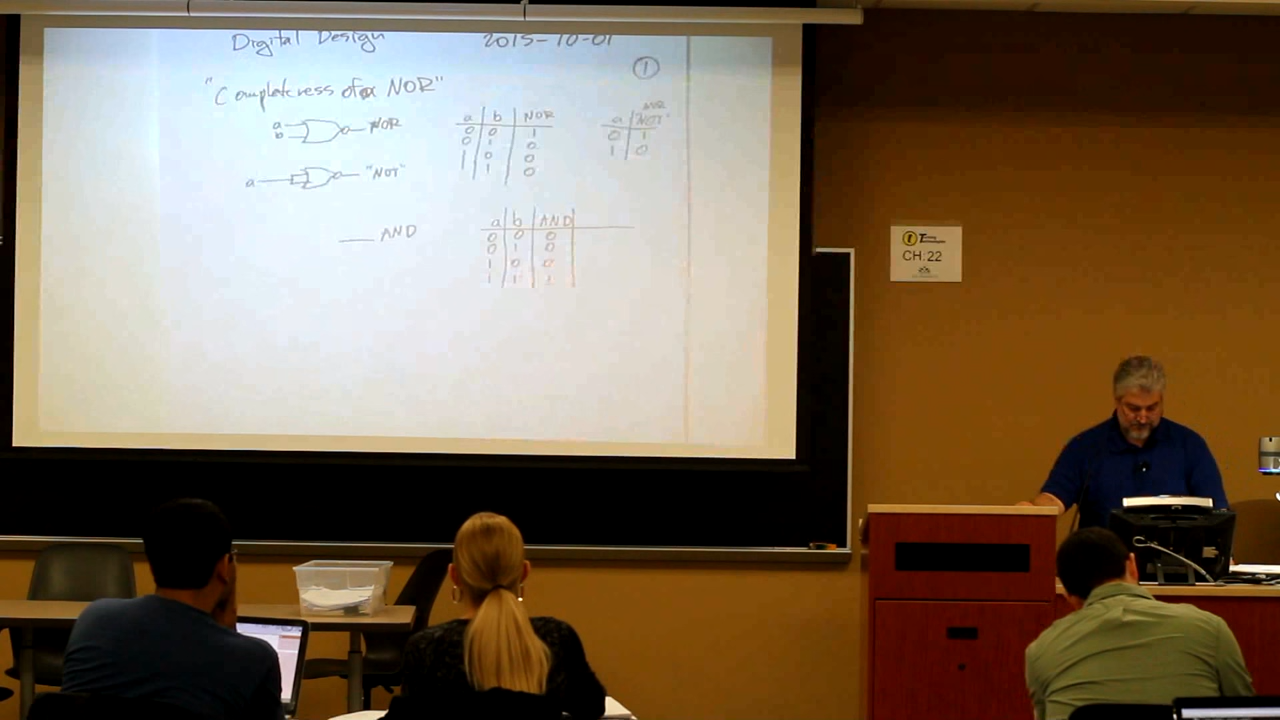 Digital Design 2015-10-01
1
"Completeness of a NOR"
a
b
NOR
a b NOR
0 0 1
0 1 0
1 0 0
1 1 0
a "NOT"
0 1
1 0
a "NOT"
AND
a b AND
0 0 0
0 1 0
1 0 0
1 1 1
CH:22